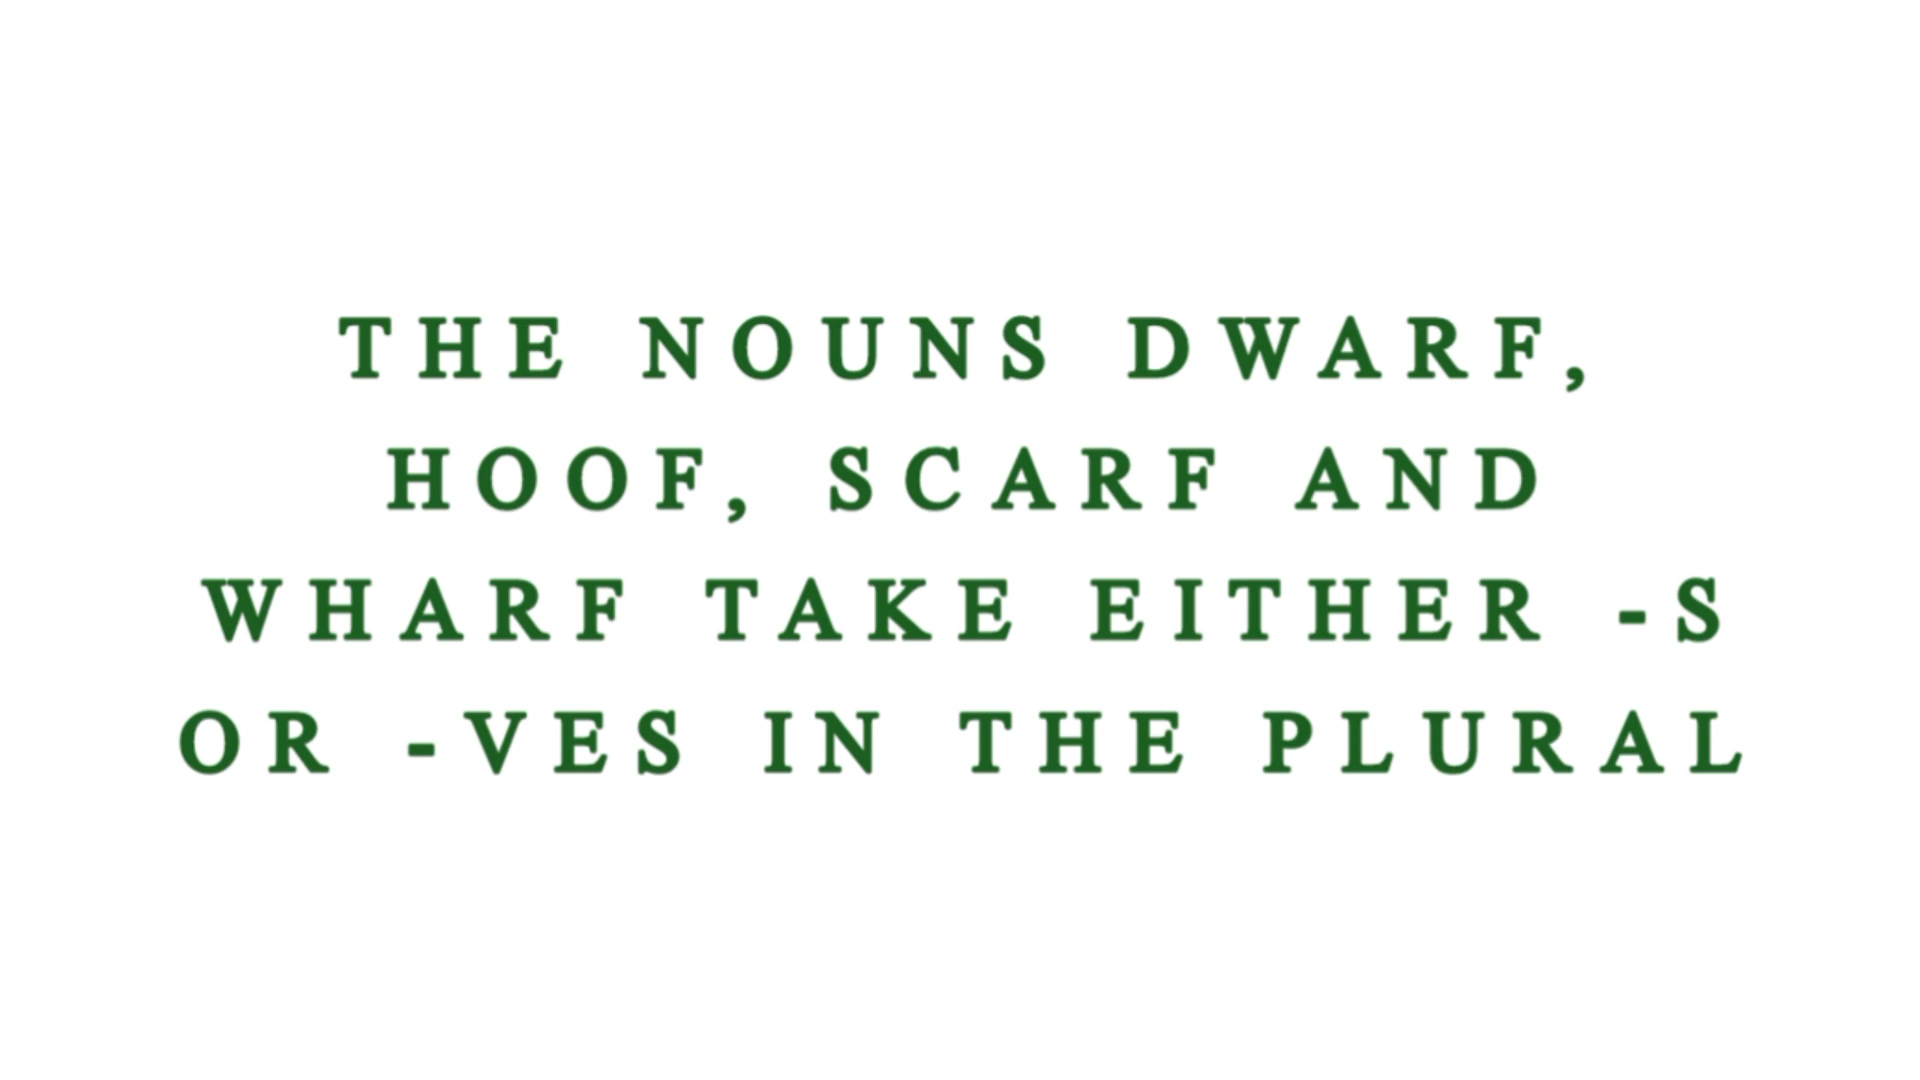 THE NOUNS DWARF,
HOOF, SCARF AND
WHARF TAKE EITHER -S
OR -VES IN THE PLURAL